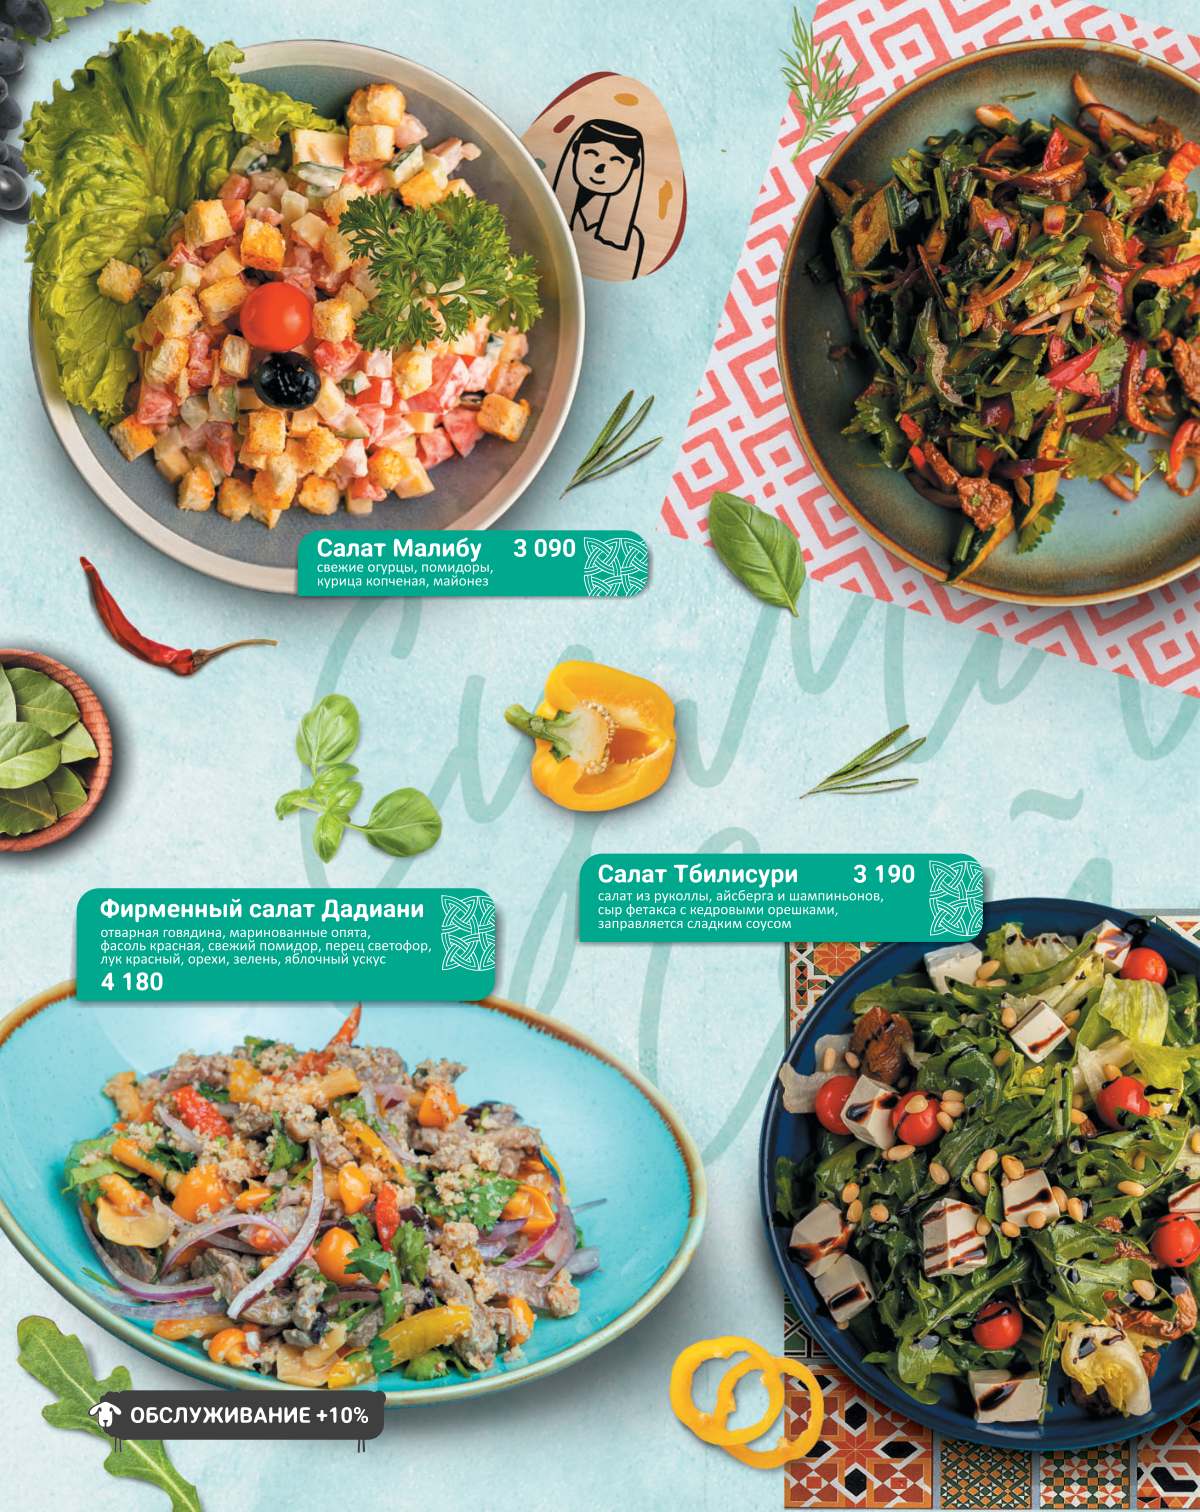 Салат Малибу 3 090
свежие огурцы, помидоры,
курица копченая, майонез
Салат Тбилисури 3 190
салат из руколлы, айсберга и шампиньонов,
сыр фетакса с кедровыми орешками,
заправляется сладким соусом
Фирменный салат Дадиани
отварная говядина, маринованные опята,
фасоль красная, свежий помидор, перец светофор,
лук красный, орехи, зелень, яблочный ускус
4 180
ОБСЛУЖИВАНИЕ +10%